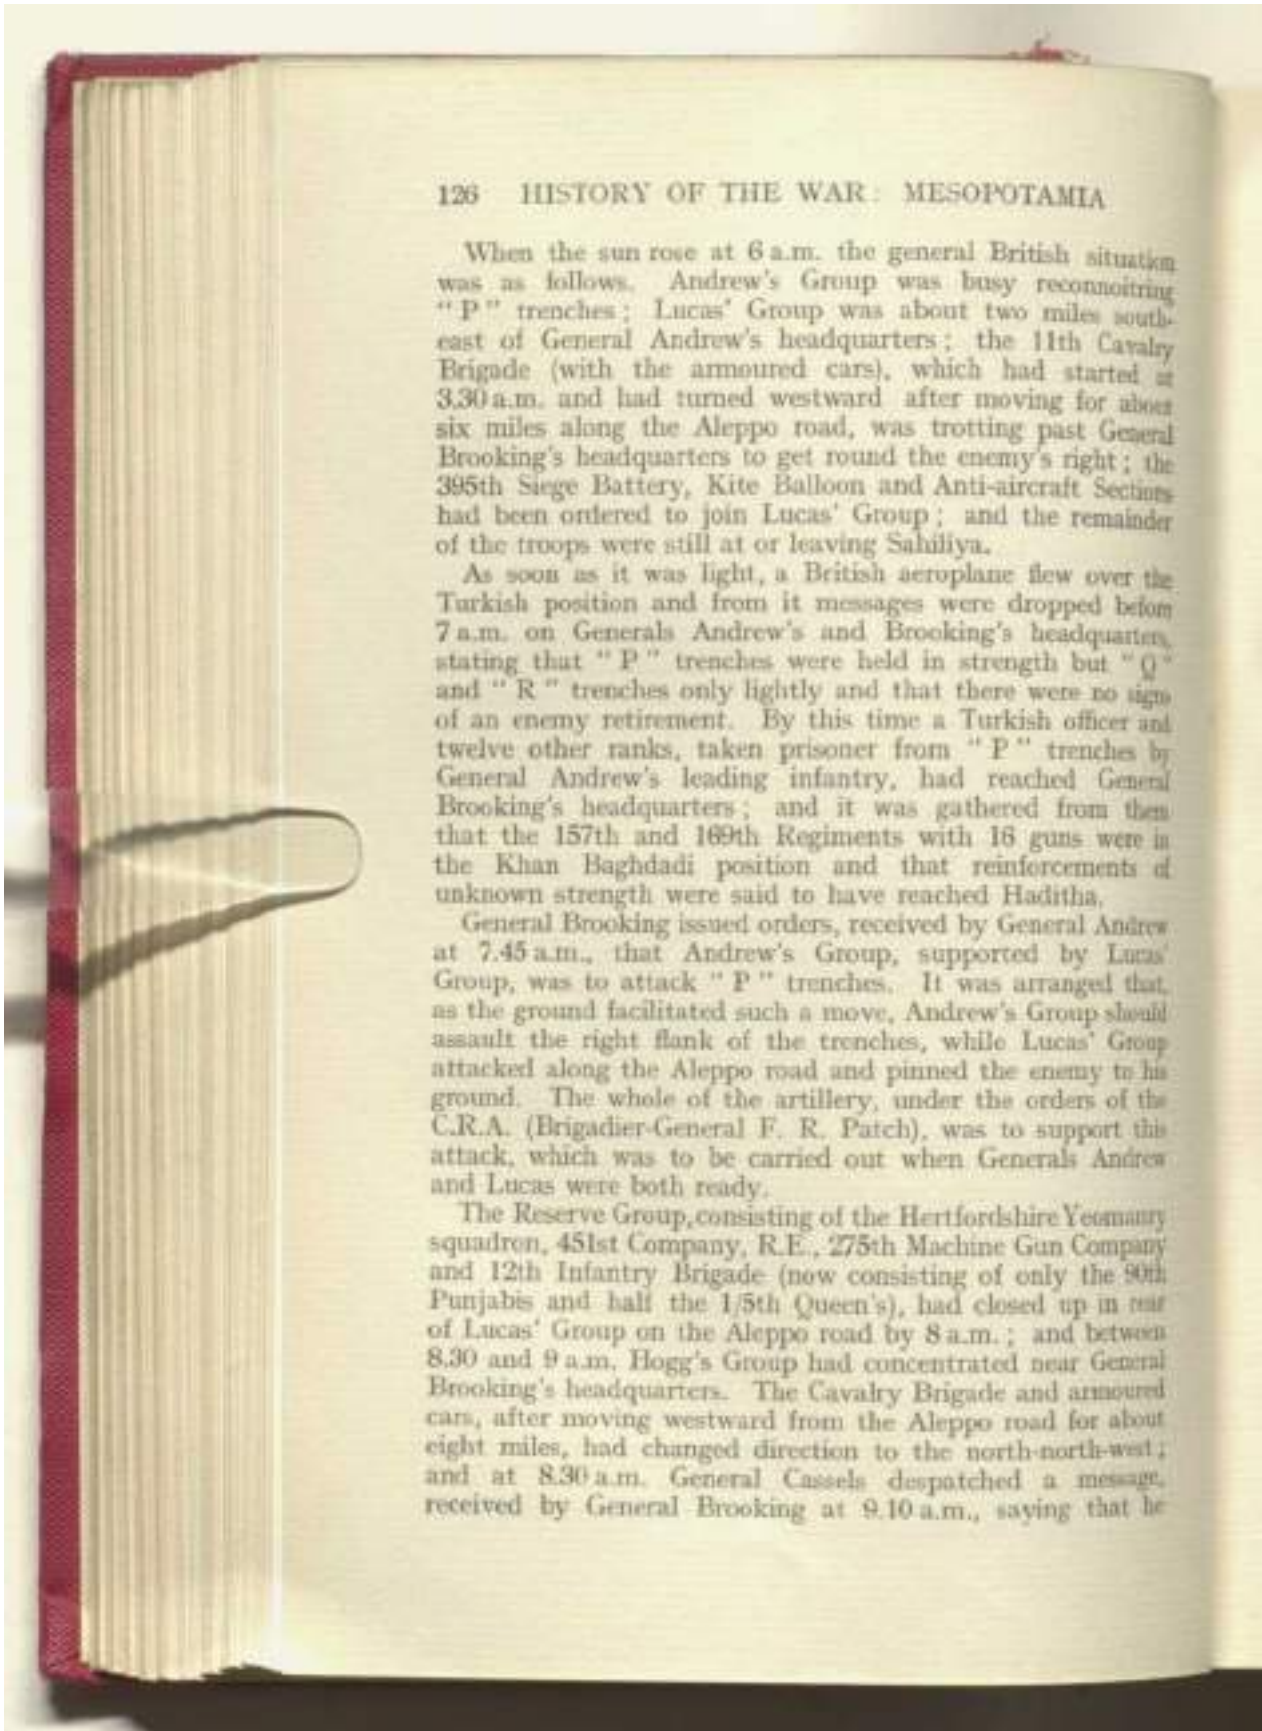 126 HISTORY OF THE WAR: MESOPOTAMIA
When the sun rose at 6 a.m. the general British situation
was as follows. Andrew's Group was busy reconnoitring
" P " trenches; Lucas' Group was about two miles south-
east of General Andrew's headquarters; the 11th Cavalry
Brigade (with the armoured cars), which had started at
3.30 a.m. and had turned westward after moving for about
six miles along the Aleppo road, was trotting past General
Brooking's headquarters to get round the enemy's right; the
395th Siege Battery, Kite Balloon and Anti-aircraft Sections
had been ordered to join Lucas' Group; and the remainder
of the troops were still at or leaving Sahiliya.
As soon as it was light, a British aeroplane flew over the
Turkish position and from it messages were dropped before
7 a.m. on Generals Andrew's and Brooking's headquarters,
stating that " P " trenches were held in strength but " Q "
and " R " trenches only lightly and that there were no signs
of an enemy retirement. By this time a Turkish officer and
twelve other ranks, taken prisoner from " P " trenches by
General Andrew's leading infantry, had reached General
Brooking's headquarters; and it was gathered from them
that the 157th and 169th Regiments with 16 guns were in
the Khan Baghdadi position and that reinforcements of
unknown strength were said to have reached Haditha.
General Brooking issued orders, received by General Andrew
at 7.45 a.m., that Andrew's Group, supported by Lucas'
Group, was to attack " P " trenches. It was arranged that,
as the ground facilitated such a move, Andrew's Group should
assault the right flank of the trenches, while Lucas' Group
attacked along the Aleppo road and pinned the enemy to his
ground. The whole of the artillery, under the orders of the
C.R.A. (Brigadier-General F. R. Patch), was to support this
attack, which was to be carried out when Generals Andrew
and Lucas were both ready.
The Reserve Group, consisting of the Hertfordshire Yeomanry
squadron, 451st Company, R.E., 275th Machine Gun Company
and 12th Infantry Brigade (now consisting of only the 90th
Punjabis and half the 1/5th Queen's), had closed up in rear
of Lucas' Group on the Aleppo road by 8 a.m.; and between
8.30 and 9 a.m. Hogg's Group had concentrated near General
Brooking's headquarters. The Cavalry Brigade and armoured
cars, after moving westward from the Aleppo road for about
eight miles, had changed direction to the north-north-west;
and at 8.30 a.m. General Cassels despatched a message,
received by General Brooking at 9.10 a.m., saying that he